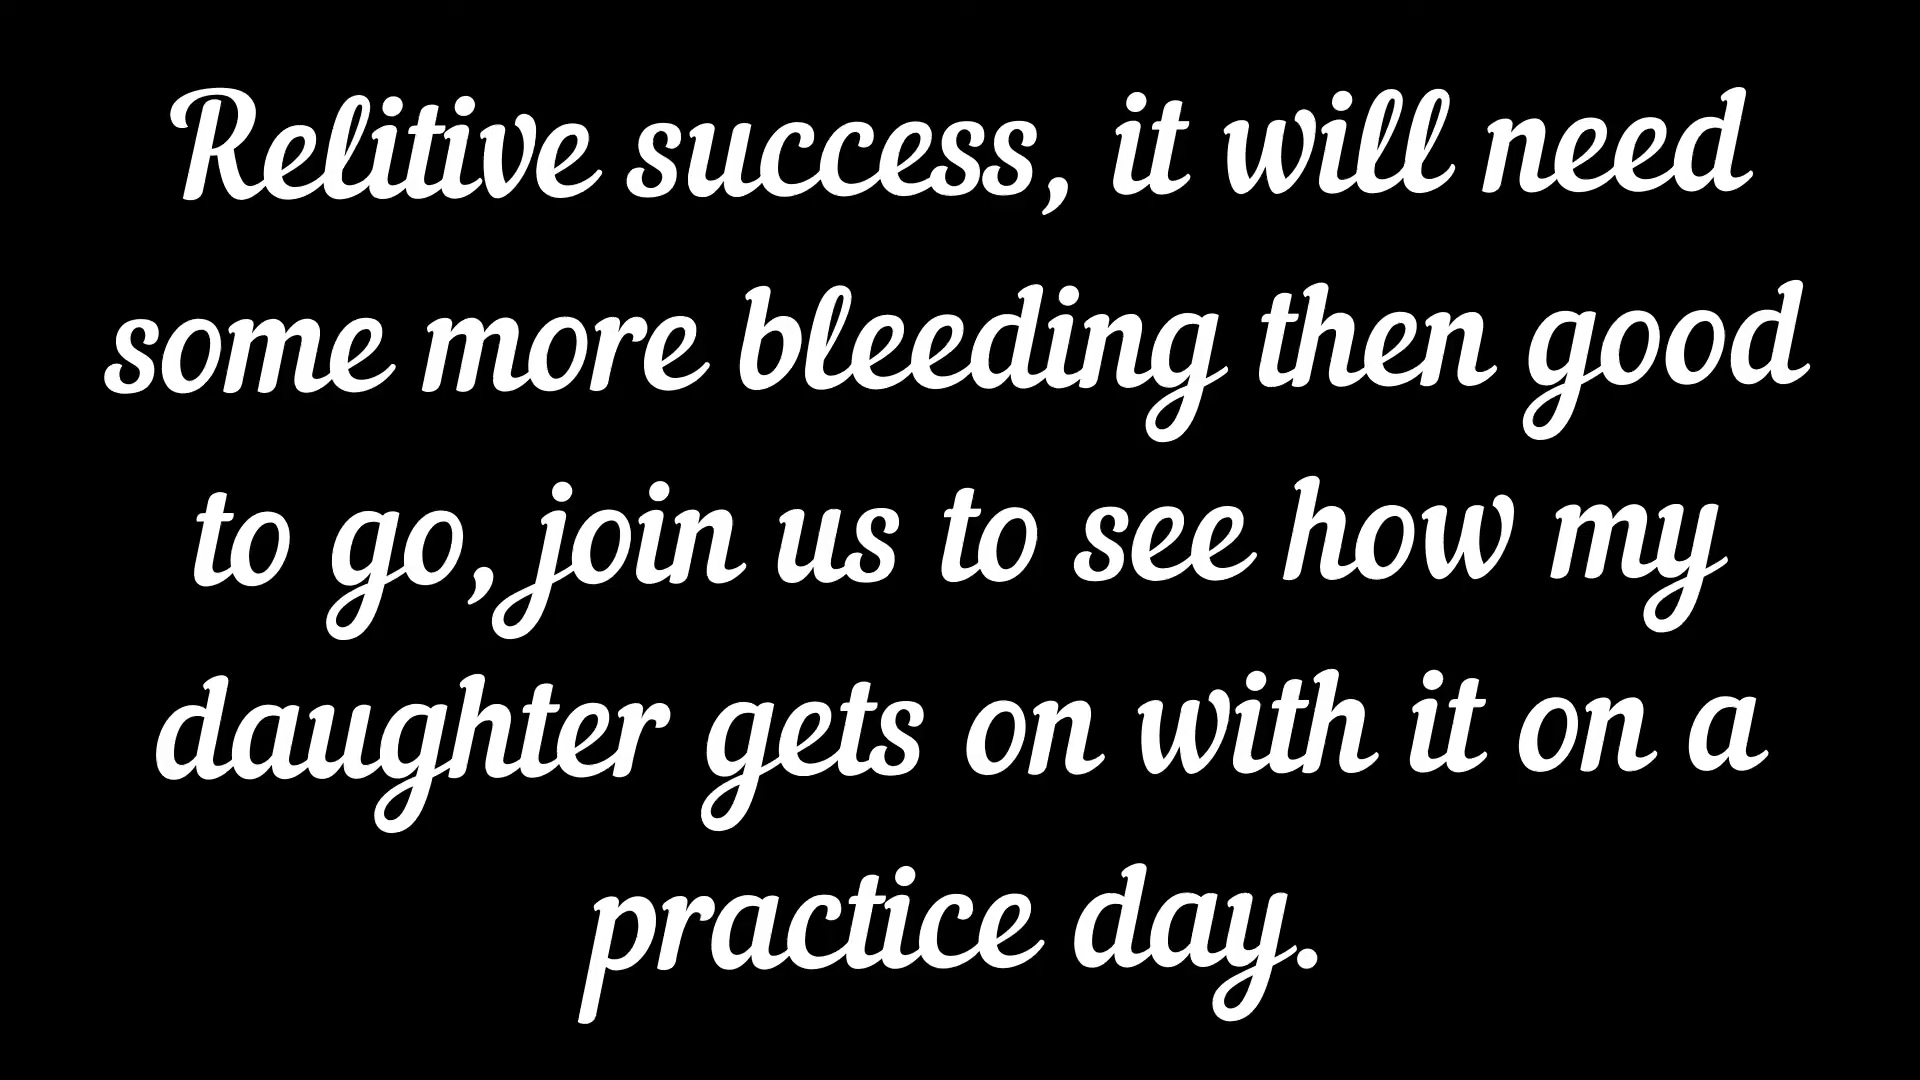 Relitive success, it will need
some more bleeding then good
to go, join us to see how my
daughter gets on with it on a
practice day.